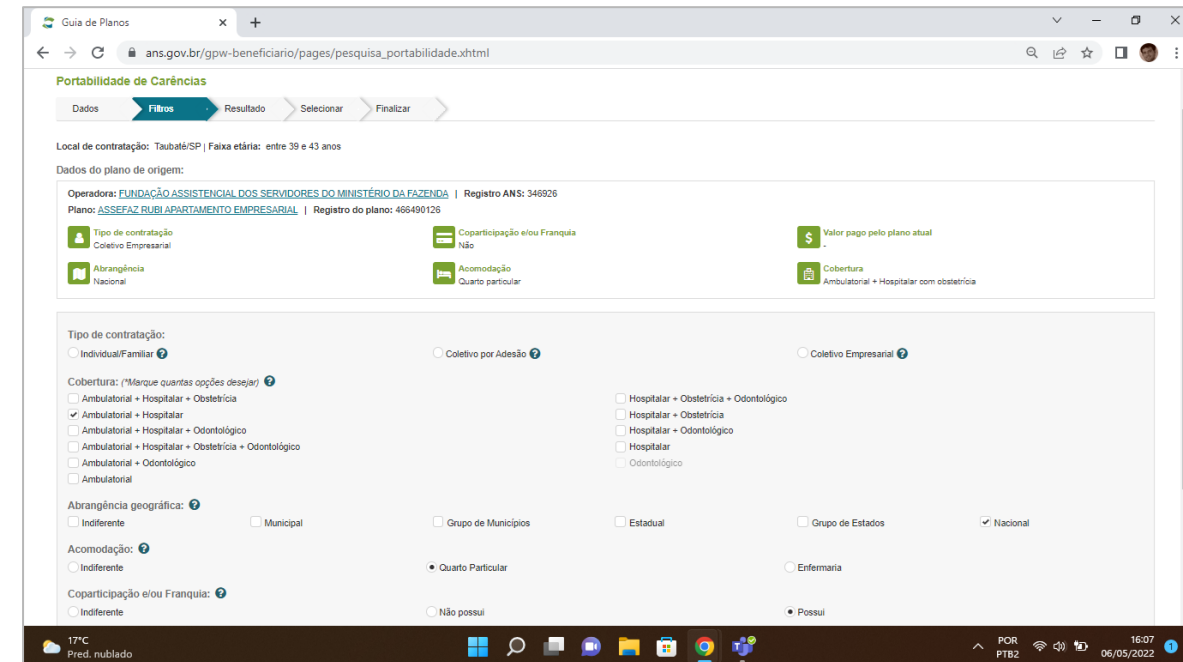 Guia de Planos
ans.gov.br/gpw-beneficiario/pages/pesquisa_portabilidade.xhtml
Portabilidade de Carências
Dados Filtros Resultado Selecionar Finalizar
Local de contratação: Taubaté/SP | Faixa etária: entre 39 e 43 anos
Dados do plano de origem:
Operadora: FUNDAÇÃO ASSISTENCIAL DOS SERVIDORES DO MINISTÉRIO DA FAZENDA | Registro ANS: 346926
Plano: ASSEFAZ RUBI APARTAMENTO EMPRESARIAL | Registro do plano: 466490126
Tipo de contratação Coparticipação e/ou Franquia Valor pago pelo plano atual
Coletivo Empresarial Não -
Abrangência Acomodação Cobertura
Nacional Quarto particular Ambulatorial + Hospitalar com obstetrícia
Tipo de contratação:
Individual/Familiar ? Coletivo por Adesão ? Coletivo Empresarial ?
Cobertura: (*Marque quantas opções desejar) ?
Ambulatorial + Hospitalar + Obstetrícia Hospitalar + Obstetrícia + Odontológico
Ambulatorial + Hospitalar Hospitalar + Obstetrícia
Ambulatorial + Hospitalar + Odontológico Hospitalar + Odontológico
Ambulatorial + Hospitalar + Obstetrícia + Odontológico Hospitalar
Ambulatorial + Odontológico Odontológico
Ambulatorial
Abrangência geográfica: ?
Indiferente Municipal Grupo de Municípios Estadual Grupo de Estados Nacional
Acomodação: ?
Indiferente Quarto Particular Enfermaria
Coparticipação e/ou Franquia: ?
Indiferente Não possui Possui
17°C POR 16:07
Pred. nublado PTB2 06/05/2022 1